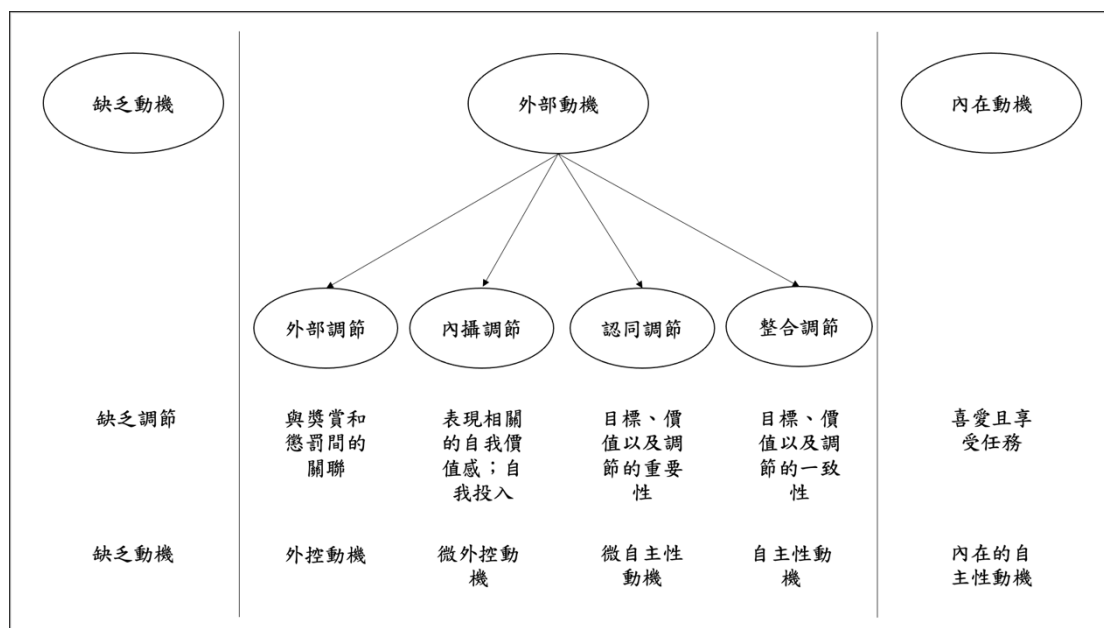 缺乏動機
外部動機
內在動機
外部調節
內攝調節
認同調節
整合調節
缺乏調節
與獎賞和
懲罰間的
關聯
表現相關
的自我價
值感；自
我投入
目標、價
值以及調
節的重要
性
目標、價
值以及調
節的一致
性
喜愛且享
受任務
缺乏動機
外控動機
微外控動
機
微自主性
動機
自主性動
機
內在的自
主性動機